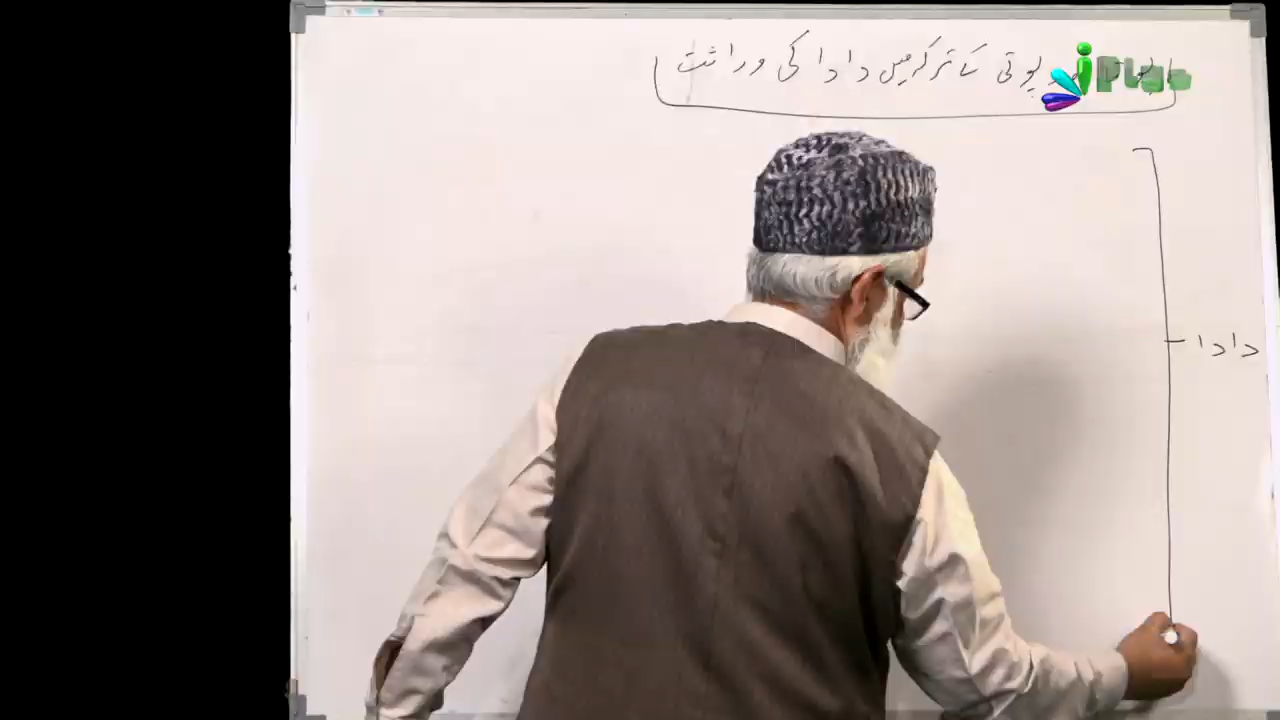 پوتی کے ترکہ میں دادا کی وراثت
دادا